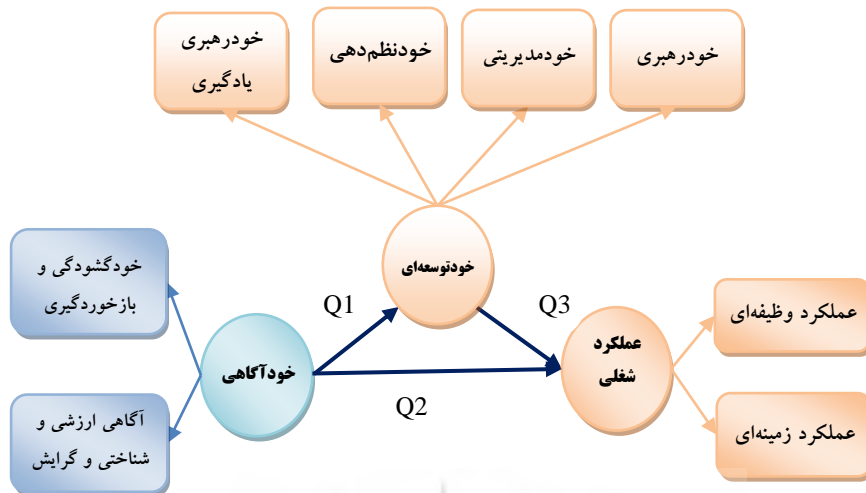 خودرهبری
خودمدیریتی
خودنظم‌دهی
خودرهبری
یادگیری
خودتوسعه‌ای
خودگشودگی و
بازخوردگیری
Q1
Q3
عملکرد وظیفه‌ای
خودآگاهی
عملکرد
شغلی
Q2
آگاهی ارزشی و
شناختی و گرایش
عملکرد زمینه‌ای